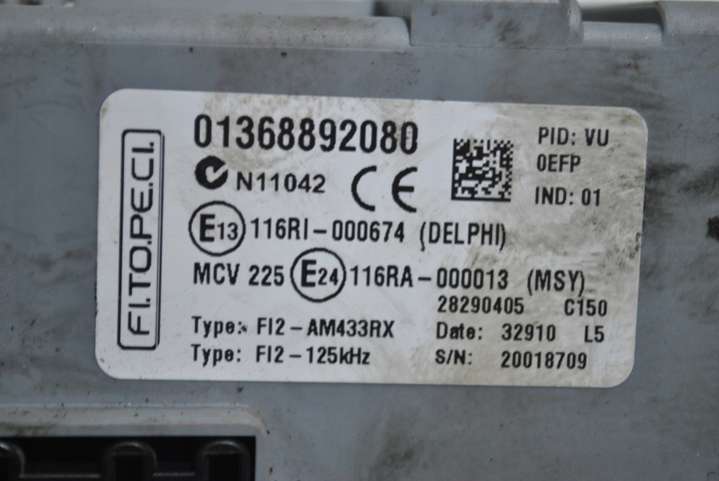 FI.TO.PE.C.I.
01368892080
N11042 CE
PID: VU
0EFP
IND: 01
E13 116RI-000674 (DELPHI)
MCV 225 E24 116RA-000013 (MSY)
28290405 C150
Type: FI2-AM433RX
Date: 32910 L5
Type: FI2-125kHz
S/N: 20018709